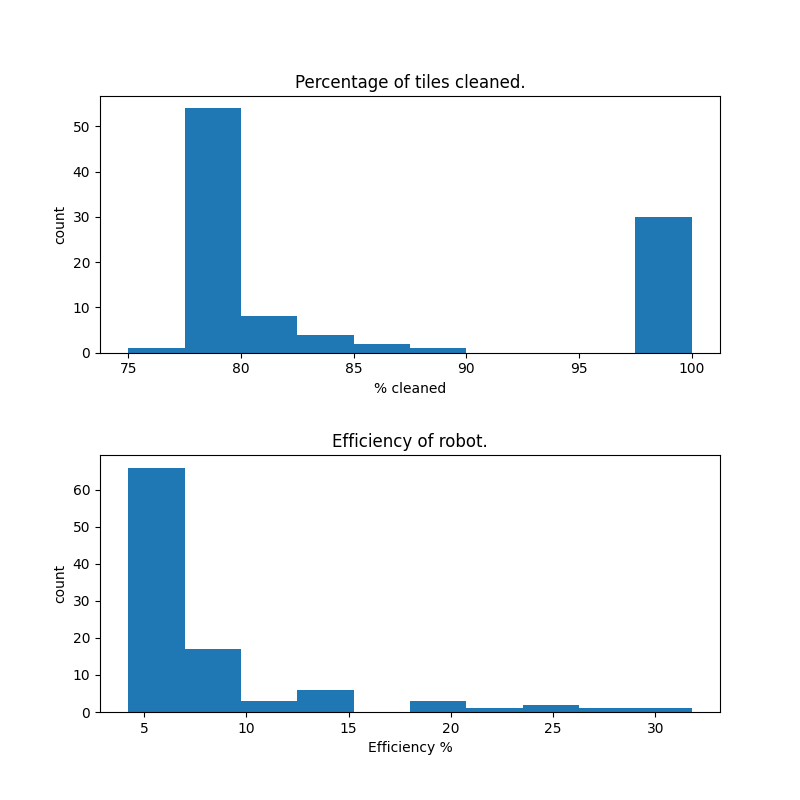 Percentage of tiles cleaned.
50
40
30
20
10
0
count
75 80 85 90 95 100
% cleaned
Efficiency of robot.
60
50
40
30
20
10
0
count
5 10 15 20 25 30
Efficiency %